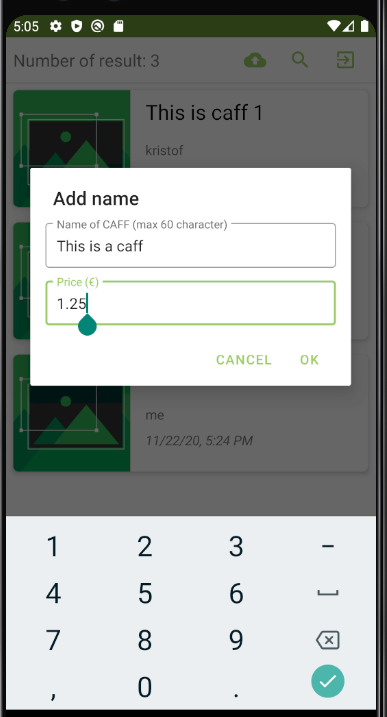 5:05
Number of result: 3
This is caff 1
kristof
Add name
Name of CAFF (max 60 character)
This is a caff
Price (€)
1.25
CANCEL
OK
me
11/22/20, 5:24 PM
1 2 3 -
4 5 6
7 8 9
, 0 .